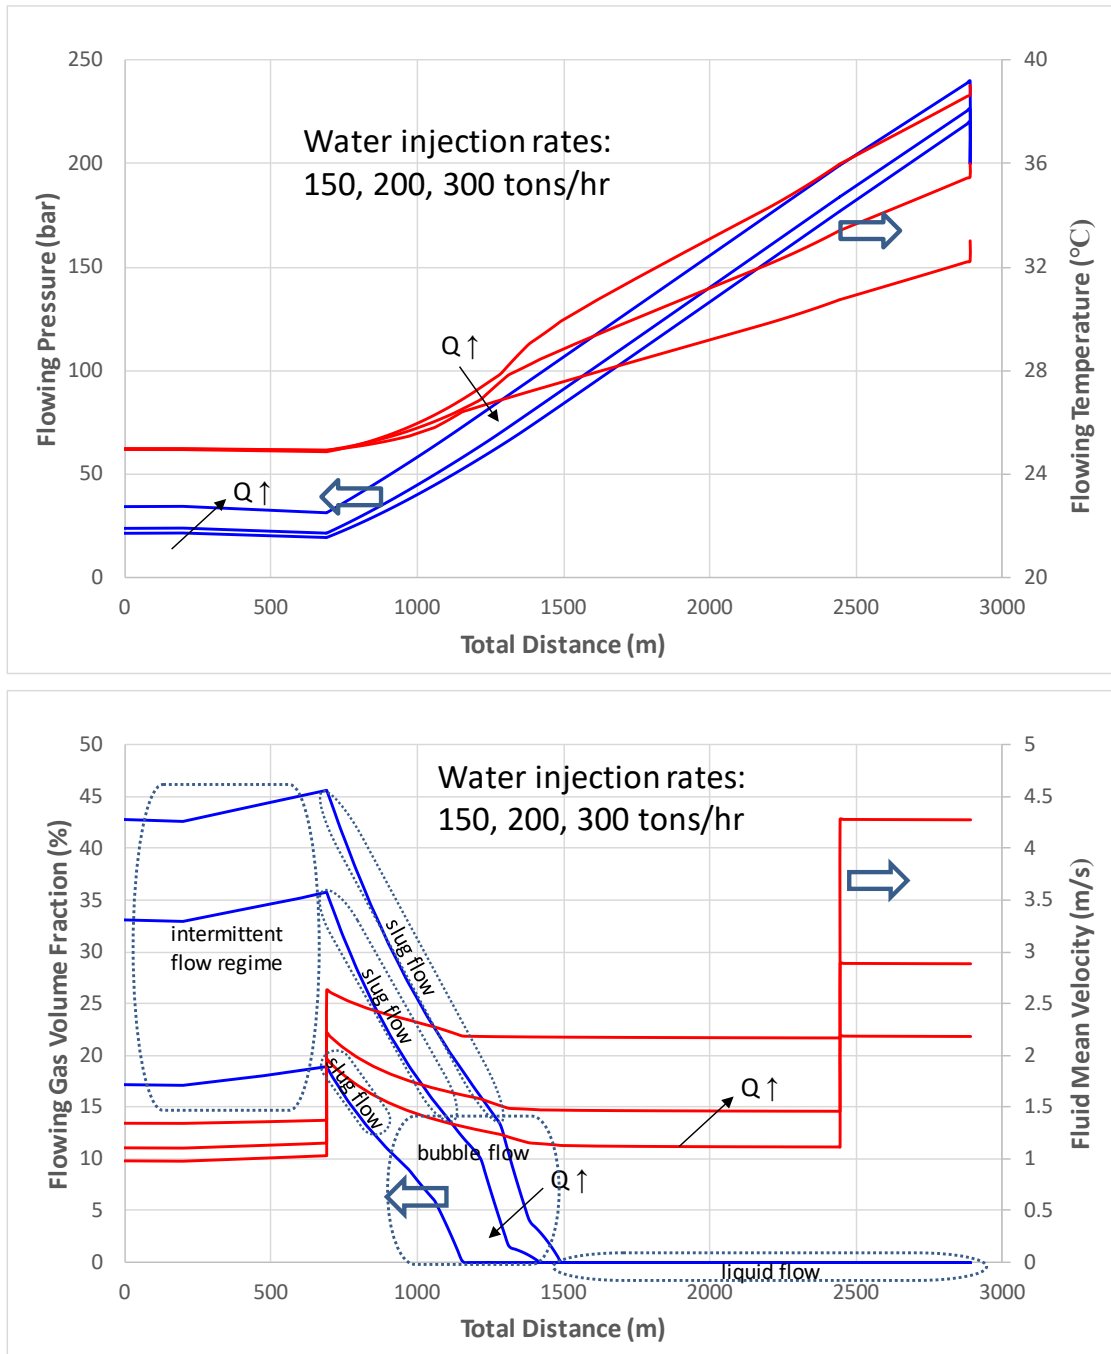 250
200
150
100
50
0
Flowing Pressure (bar)
Water injection rates:
150, 200, 300 tons/hr
Q ↑
Q ↑
40
36
32
28
24
20
Flowing Temperature (°C)
0 500 1000 1500 2000 2500 3000
Total Distance (m)
50
45
40
35
30
25
20
15
10
5
0
Flowing Gas Volume Fraction (%)
Water injection rates:
150, 200, 300 tons/hr
intermittent
flow regime
slug flow
slug flow
slug flow
bubble flow
Q ↑
Q ↑
liquid flow
5
4.5
4
3.5
3
2.5
2
1.5
1
0.5
0
Fluid Mean Velocity (m/s)
0 500 1000 1500 2000 2500 3000
Total Distance (m)